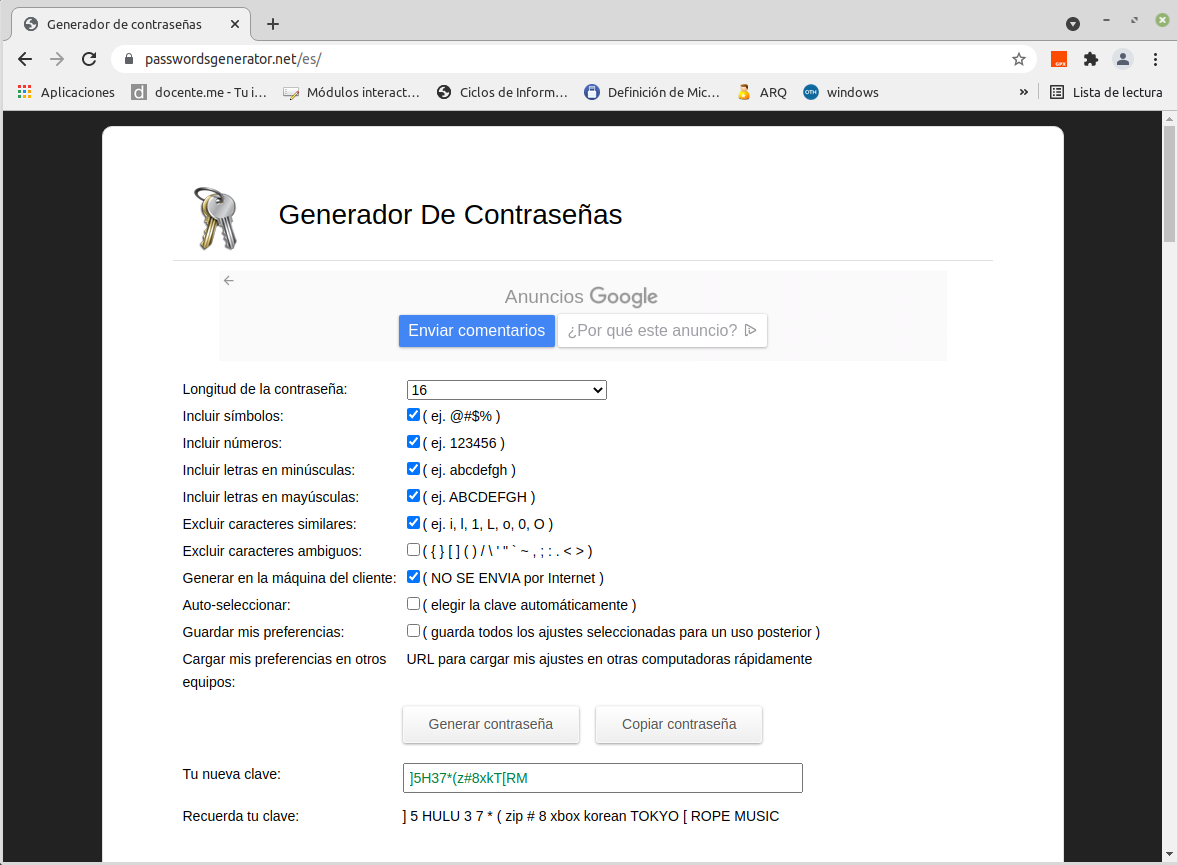 Generador de contraseñas
passwordsgenerator.net/es/
Aplicaciones
docente.me - Tu i…
Módulos interact…
Ciclos de Inform…
Definición de Mic…
ARQ
windows
»
Lista de lectura
Generador De Contraseñas
Anuncios Google
Enviar comentarios ¿Por qué este anuncio?
Longitud de la contraseña: 16
Incluir símbolos: ( ej. @#$% )
Incluir números: ( ej. 123456 )
Incluir letras en minúsculas: ( ej. abcdefgh )
Incluir letras en mayúsculas: ( ej. ABCDEFGH )
Excluir caracteres similares: ( ej. i, l, 1, L, o, 0, O )
Excluir caracteres ambiguos: ( { } [ ] ( ) / \ ' " ` ~ , ; : . < > )
Generar en la máquina del cliente: ( NO SE ENVIA por Internet )
Auto-seleccionar: ( elegir la clave automáticamente )
Guardar mis preferencias: ( guarda todos los ajustes seleccionadas para un uso posterior )
Cargar mis preferencias en otros equipos: URL para cargar mis ajustes en otras computadoras rápidamente
Generar contraseña Copiar contraseña
Tu nueva clave: ]5H37*(z#8xkT[RM
Recuerda tu clave: ] 5 HULU 3 7 * ( zip # 8 xbox korean TOKYO [ ROPE MUSIC